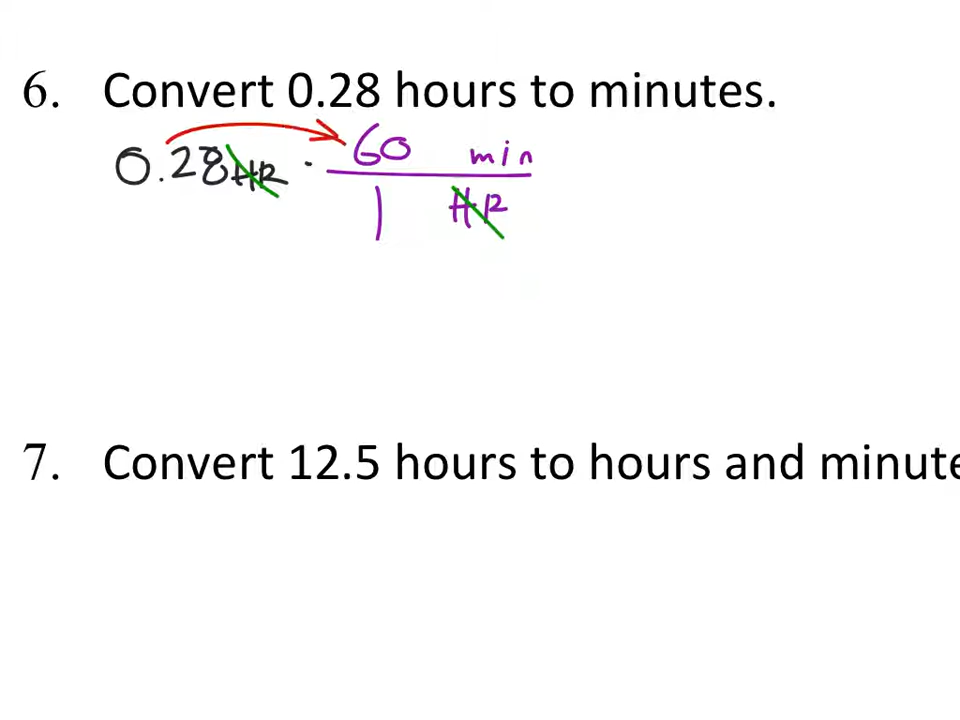 6. Convert 0.28 hours to minutes.
0.28 HR · 60 min
1 HR
7. Convert 12.5 hours to hours and minute